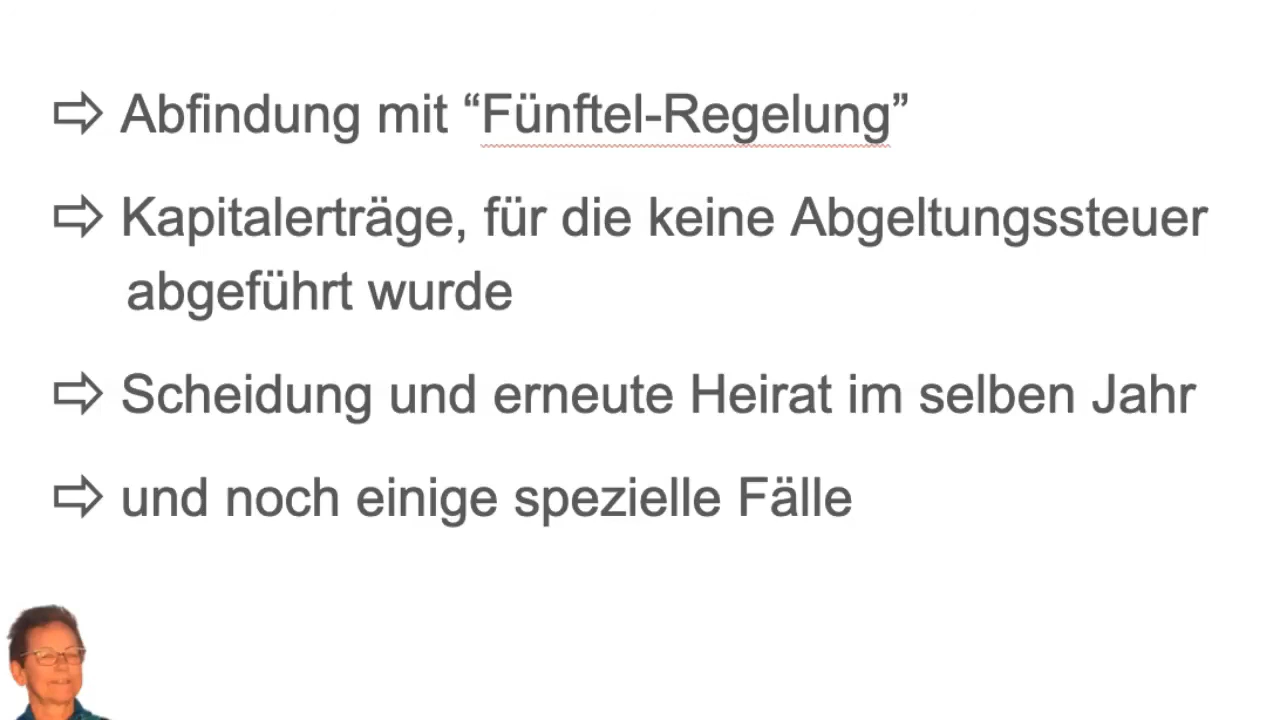 ⇨ Abfindung mit “Fünftel-Regelung”
⇨ Kapitalerträge, für die keine Abgeltungssteuer
abgeführt wurde
⇨ Scheidung und erneute Heirat im selben Jahr
⇨ und noch einige spezielle Fälle